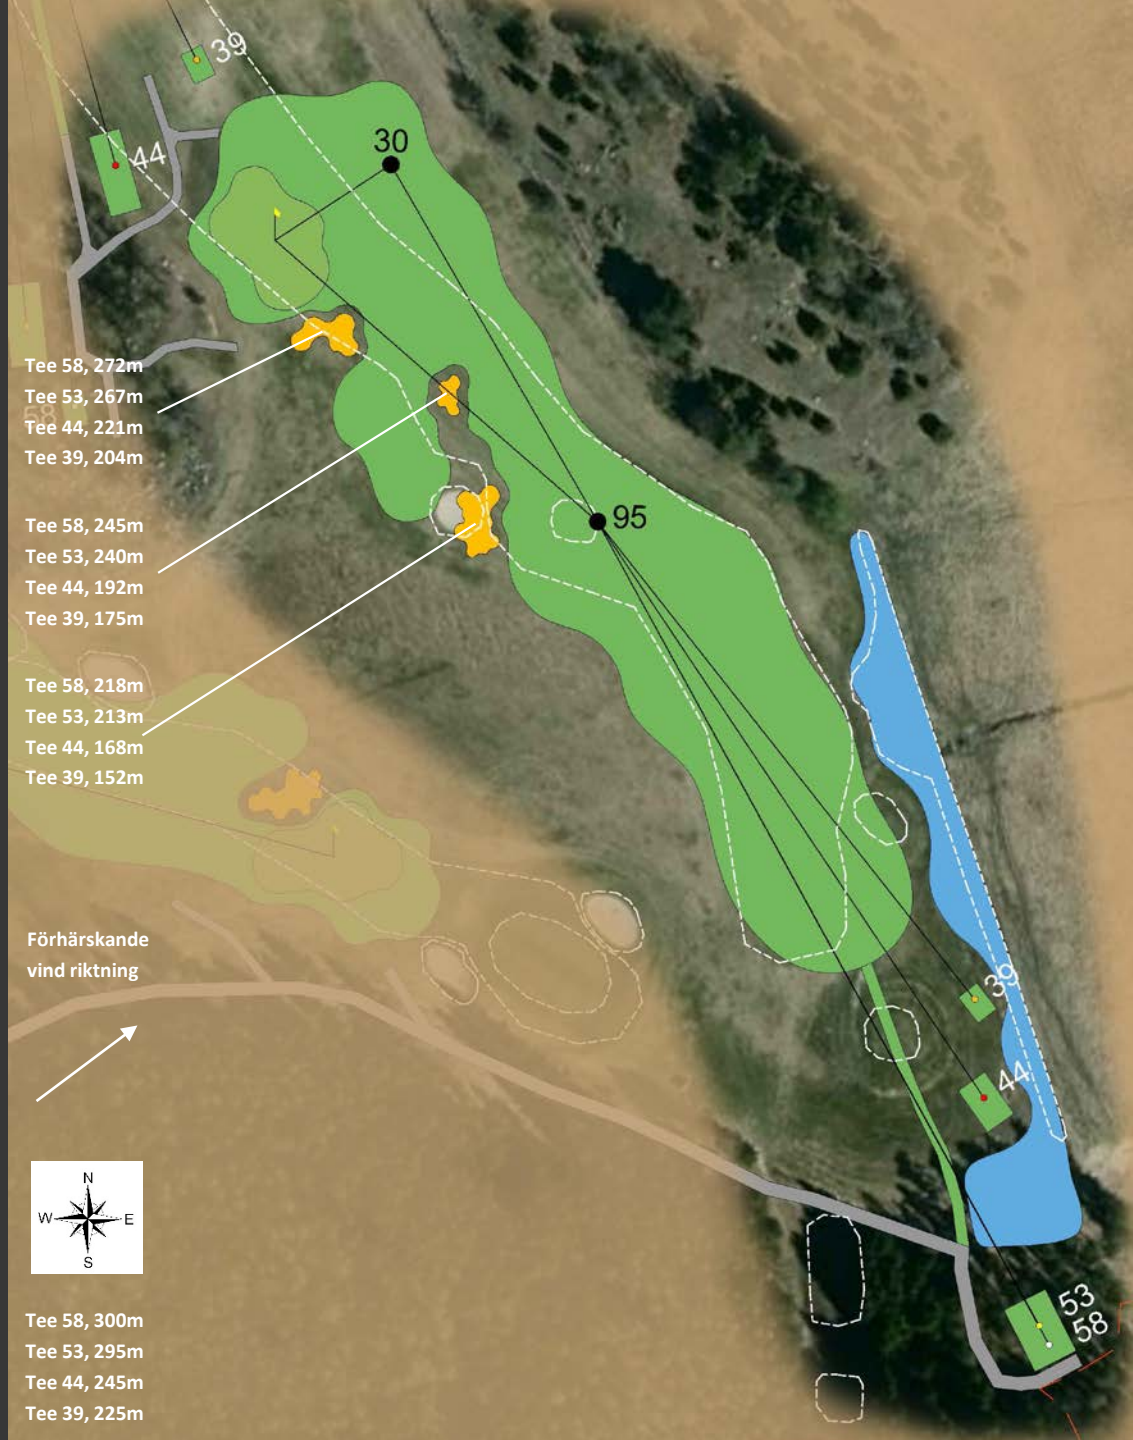 39
44
30
Tee 58, 272m
Tee 53, 267m
Tee 44, 221m
Tee 39, 204m
58
95
Tee 58, 245m
Tee 53, 240m
Tee 44, 192m
Tee 39, 175m
Tee 58, 218m
Tee 53, 213m
Tee 44, 168m
Tee 39, 152m
Förhärskande
vind riktning
39
44
N
W E
S
53
58
Tee 58, 300m
Tee 53, 295m
Tee 44, 245m
Tee 39, 225m